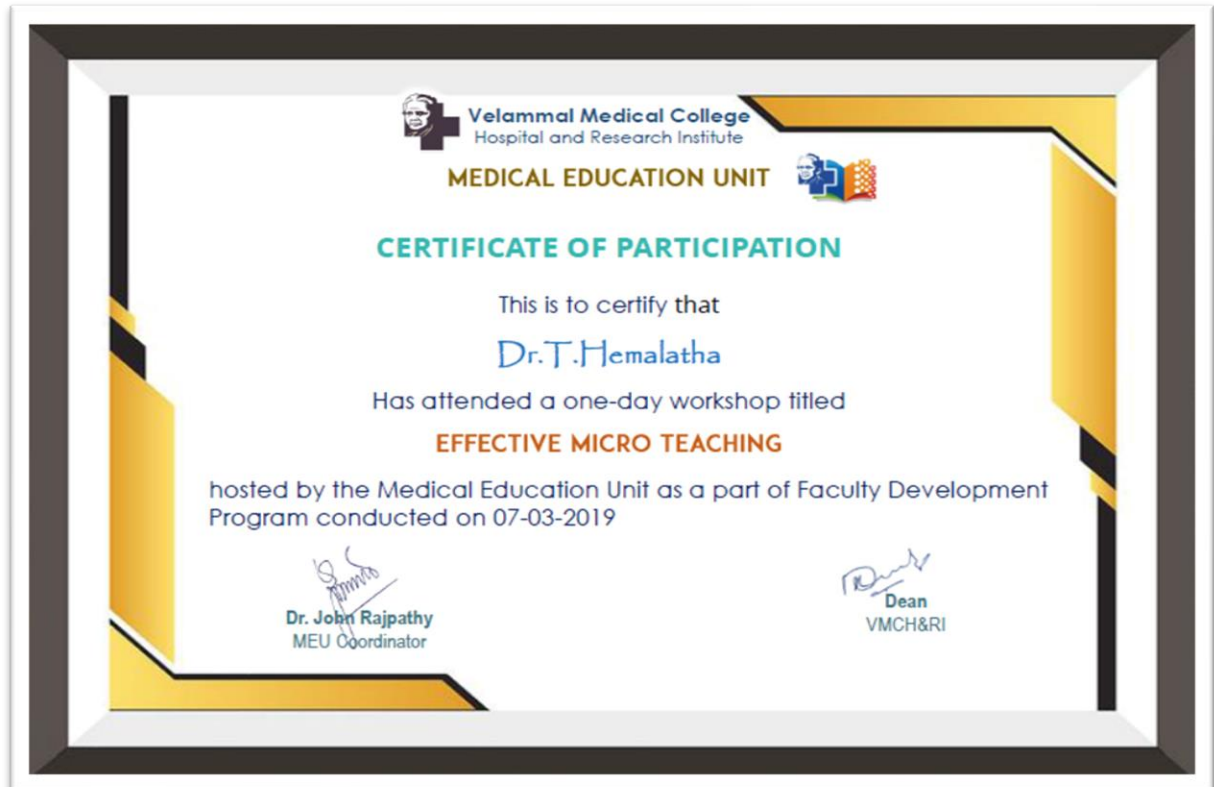 Velammal Medical College
Hospital and Research Institute
MEDICAL EDUCATION UNIT
CERTIFICATE OF PARTICIPATION
This is to certify that
Dr.T.Hemalatha
Has attended a one-day workshop titled
EFFECTIVE MICRO TEACHING
hosted by the Medical Education Unit as a part of Faculty Development
Program conducted on 07-03-2019
Dr. John Rajpathy
MEU Coordinator
Dean
VMCH&RI